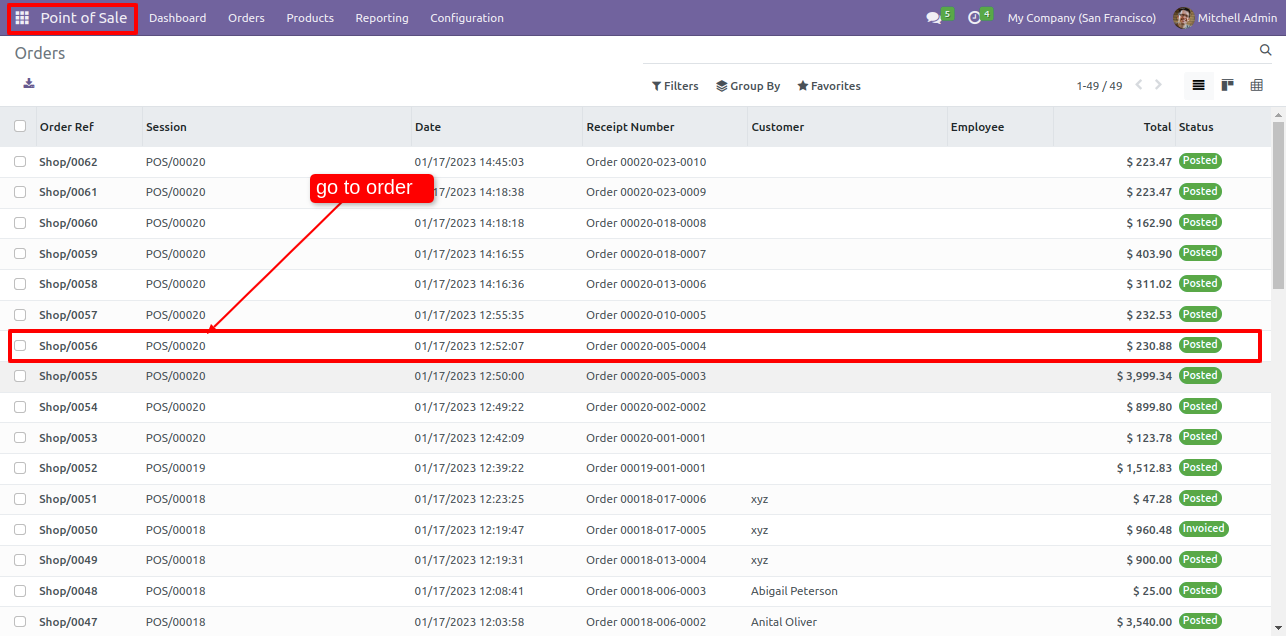 Point of Sale Dashboard Orders Products Reporting Configuration 5 4 My Company (San Francisco) Mitchell Admin
Orders
Filters Group By Favorites 1-49 / 49
Order Ref Session Date Receipt Number Customer Employee Total Status
Shop/0062 POS/00020 01/17/2023 14:45:03 Order 00020-023-0010 $ 223.47 Posted
go to order
Shop/0061 POS/00020 17/2023 14:18:38 Order 00020-023-0009 $ 223.47 Posted
Shop/0060 POS/00020 01/17/2023 14:18:18 Order 00020-018-0008 $ 162.90 Posted
Shop/0059 POS/00020 01/17/2023 14:16:55 Order 00020-018-0007 $ 403.90 Posted
Shop/0058 POS/00020 01/17/2023 14:16:36 Order 00020-013-0006 $ 311.02 Posted
Shop/0057 POS/00020 01/17/2023 12:55:35 Order 00020-010-0005 $ 232.53 Posted
Shop/0056 POS/00020 01/17/2023 12:52:07 Order 00020-005-0004 $ 230.88 Posted
Shop/0055 POS/00020 01/17/2023 12:50:00 Order 00020-005-0003 $ 3,999.34 Posted
Shop/0054 POS/00020 01/17/2023 12:49:22 Order 00020-002-0002 $ 899.80 Posted
Shop/0053 POS/00020 01/17/2023 12:42:09 Order 00020-001-0001 $ 123.78 Posted
Shop/0052 POS/00019 01/17/2023 12:39:22 Order 00019-001-0001 $ 1,512.83 Posted
Shop/0051 POS/00018 01/17/2023 12:23:25 Order 00018-017-0006 xyz $ 47.28 Posted
Shop/0050 POS/00018 01/17/2023 12:19:47 Order 00018-017-0005 xyz $ 960.48 Invoiced
Shop/0049 POS/00018 01/17/2023 12:19:31 Order 00018-013-0004 xyz $ 900.00 Posted
Shop/0048 POS/00018 01/17/2023 12:08:41 Order 00018-006-0003 Abigail Peterson $ 25.00 Posted
Shop/0047 POS/00018 01/17/2023 12:03:58 Order 00018-006-0002 Anital Oliver $ 3,540.00 Posted